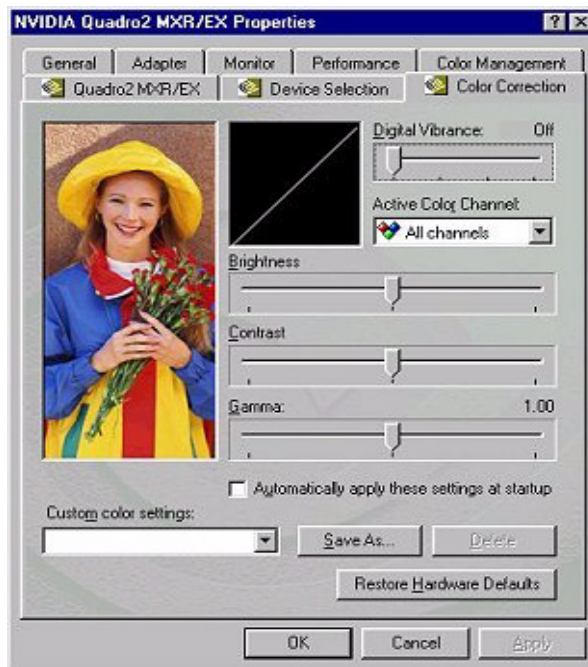 NVIDIA Quadro2 MXR/EX Properties
General Adapter Monitor Performance Color Management
Quadro2 MXR/EX Device Selection Color Correction
Digital Vibrance: Off
Active Color Channel:
All channels
Brightness
Contrast
Gamma: 1.00
Automatically apply these settings at startup
Custom color settings:
Save As... Delete
Restore Hardware Defaults
OK Cancel Apply